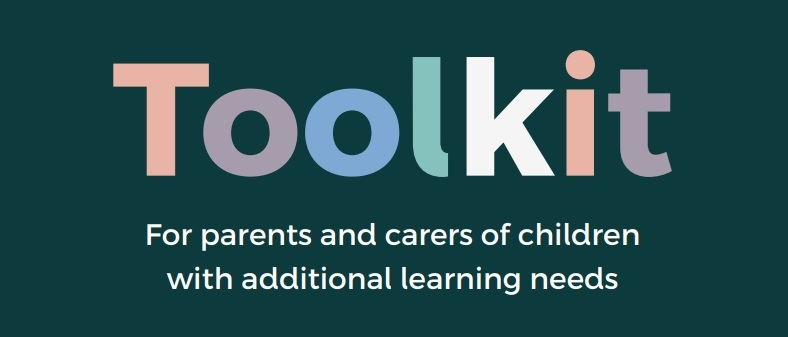 Toolkit
For parents and carers of children
with additional learning needs